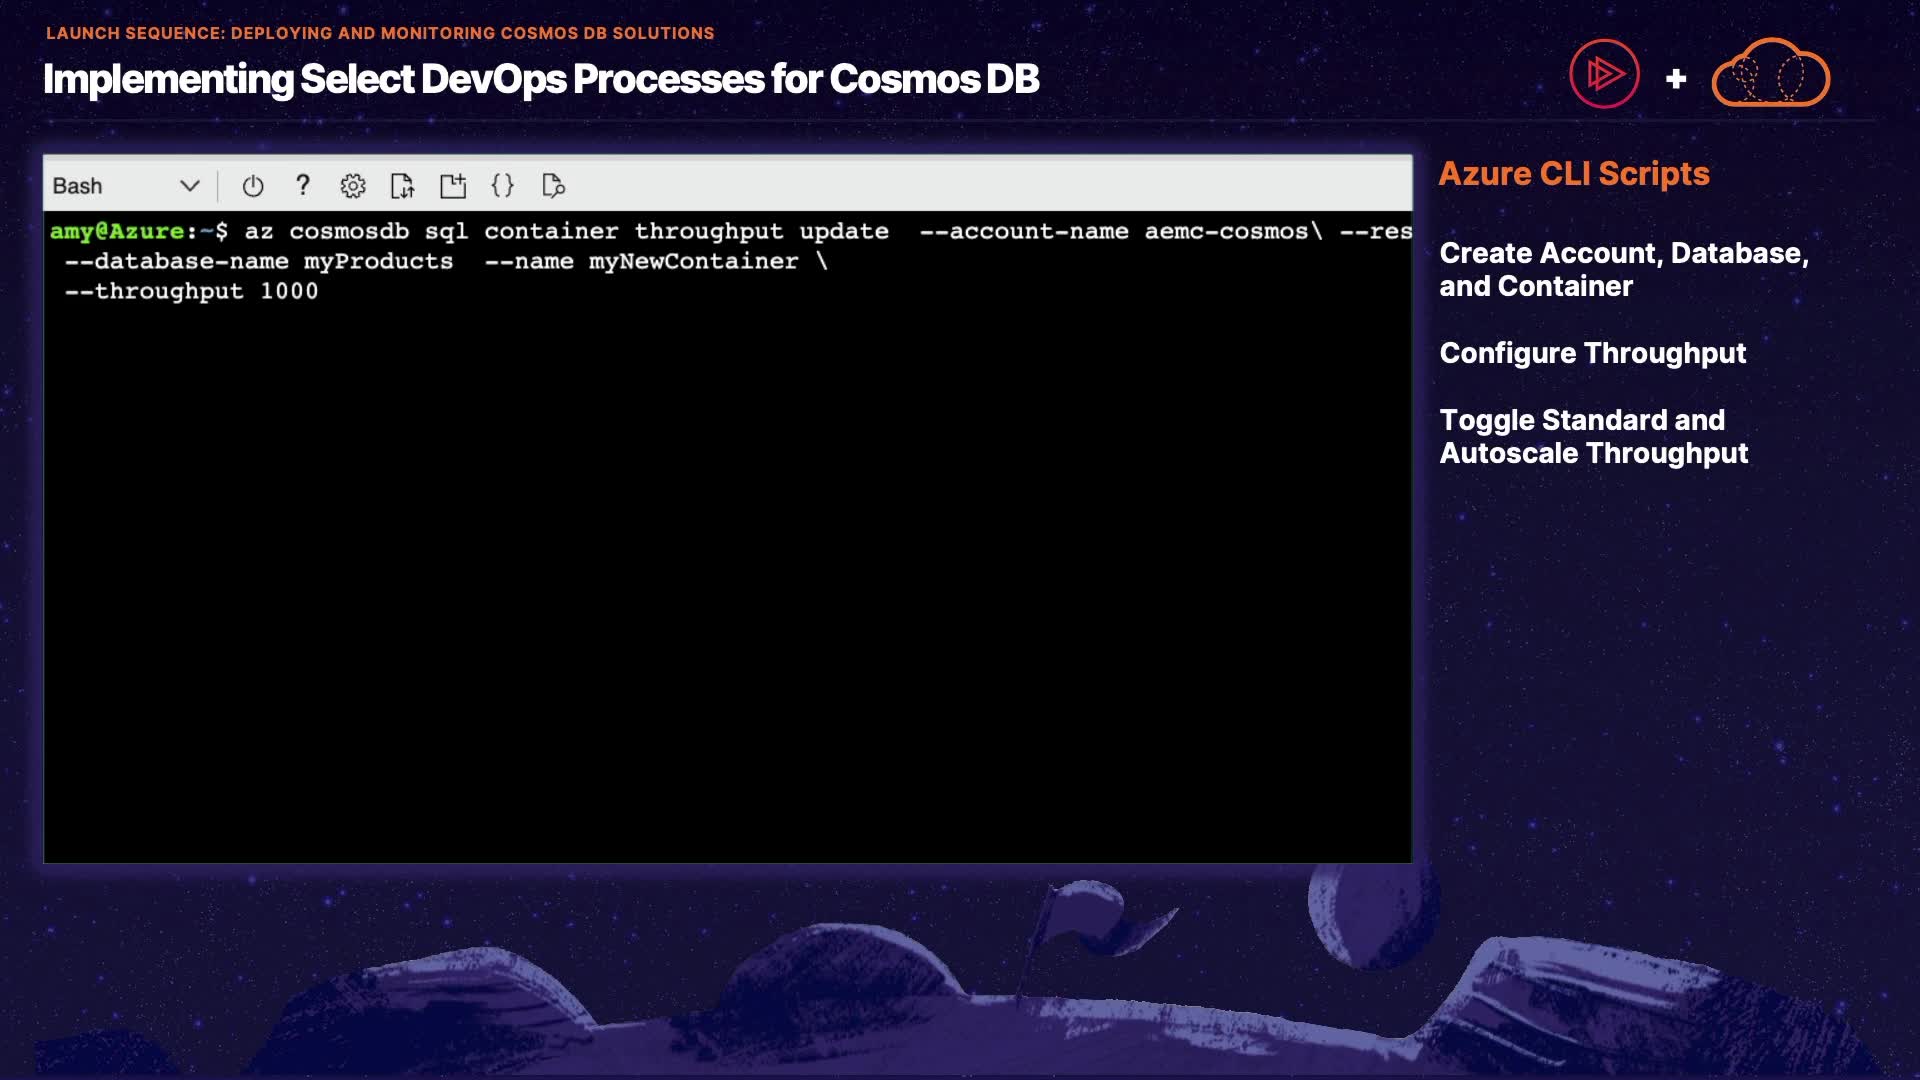 LAUNCH SEQUENCE: DEPLOYING AND MONITORING COSMOS DB SOLUTIONS
Implementing Select DevOps Processes for Cosmos DB
+
Bash
amy@Azure:~$ az cosmosdb sql container throughput update  --account-name aemc-cosmos\ --res
--database-name myProducts  --name myNewContainer \
--throughput 1000
Azure CLI Scripts
Create Account, Database,
and Container
Configure Throughput
Toggle Standard and
Autoscale Throughput